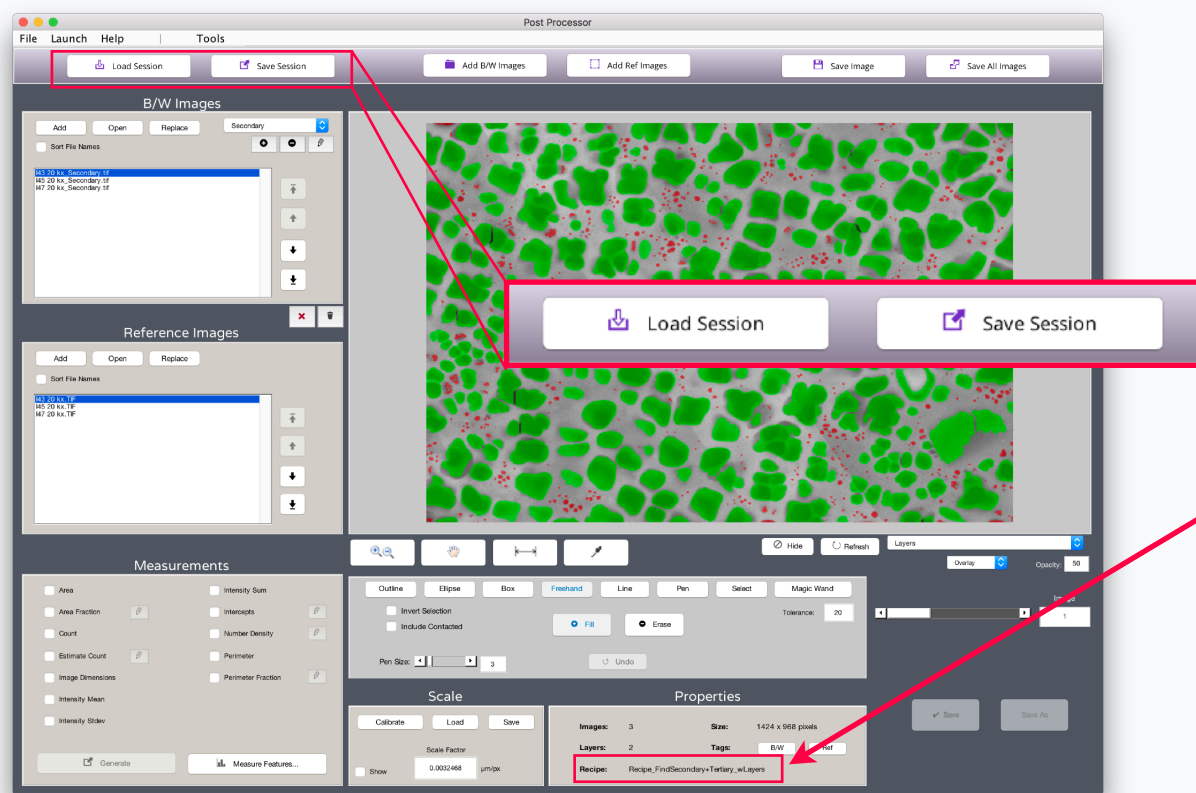 Post Processor
File Launch Help | Tools
Load Session Save Session Add B/W Images Add Ref Images Save Image Save All Images
B/W Images
Add Open Replace Secondary
Sort File Names
I43 20 kx_Secondary.tif
I45 20 kx_Secondary.tif
I47 20 kx_Secondary.tif
Load Session Save Session
Reference Images
Add Open Replace
Sort File Names
I43 20 kx.TIF
I45 20 kx.TIF
I47 20 kx.TIF
Hide Refresh Layers
Overlay Opacity: 50
Measurements
Area Intensity Sum
Area Fraction Intercepts
Count Number Density
Estimate Count Perimeter
Image Dimensions Perimeter Fraction
Intensity Mean
Intensity Stdev
Generate Measure Features...
Outline Ellipse Box Freehand Line Pen Select Magic Wand
Invert Selection Tolerance: 20
Include Contacted
Fill Erase
Pen Size: 3 Undo
Image
1
Scale
Calibrate Load Save
Scale Factor
Show 0.0032468 µm/px
Properties
Images: 3 Size: 1424 x 968 pixels
Layers: 2 Tags: B/W Ref
Recipe: Recipe_FindSecondary+Tertiary_wLayers
Save Save As